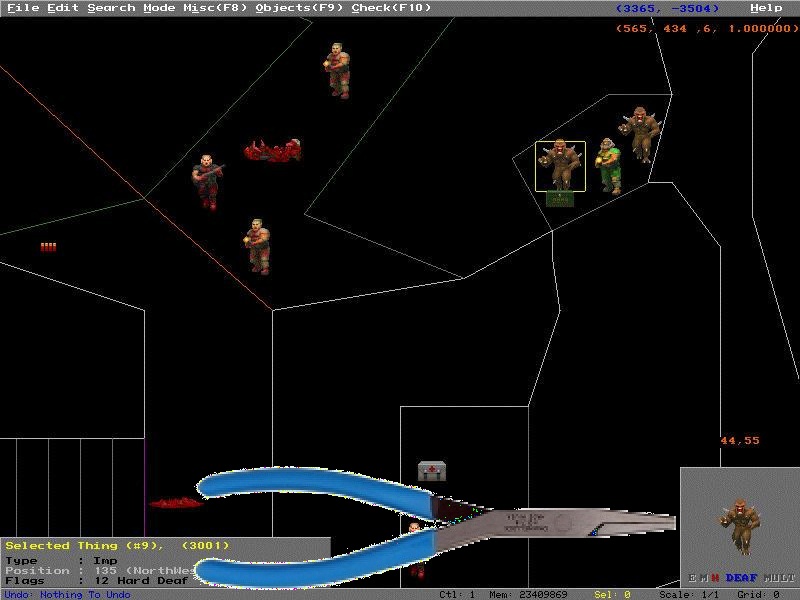 File Edit Search Mode Misc(F8) Objects(F9) Check(F10) (3365, -3504) Help
(565, 434 ,6, 1.000000)
44,55
Selected Thing (#9), (3001)
Type : Imp
Position : 135 (NorthWes
Flags : 12 Hard Deaf
E M H DEAF MULT
Undo: Nothing To Undo Ctl: 1 Mem: 23409869 Sel: 0 Scale: 1/1 Grid: 0